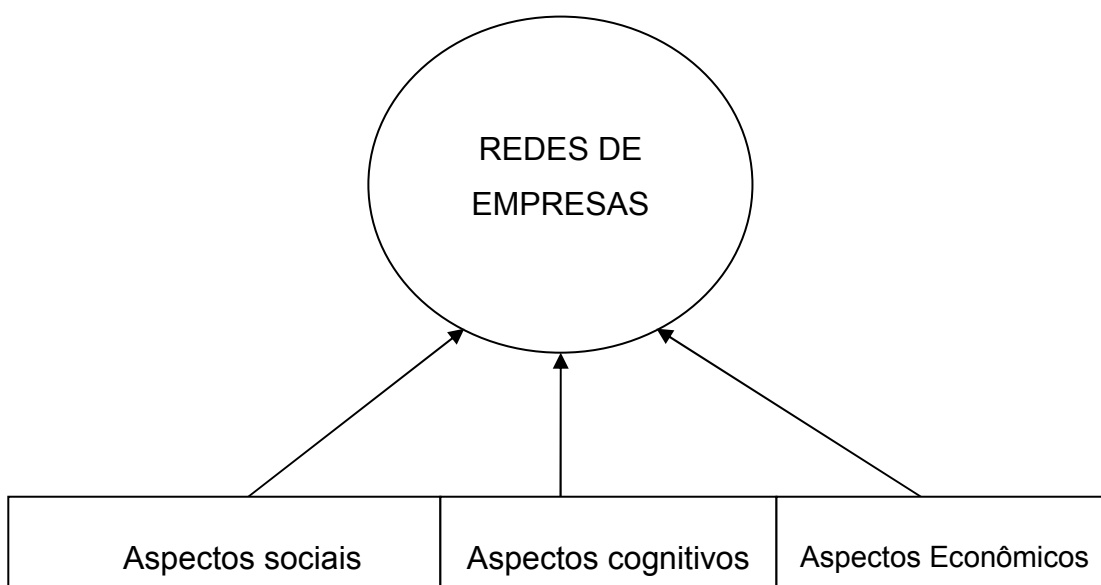 REDES DE
EMPRESAS
Aspectos sociais
Aspectos cognitivos
Aspectos Econômicos